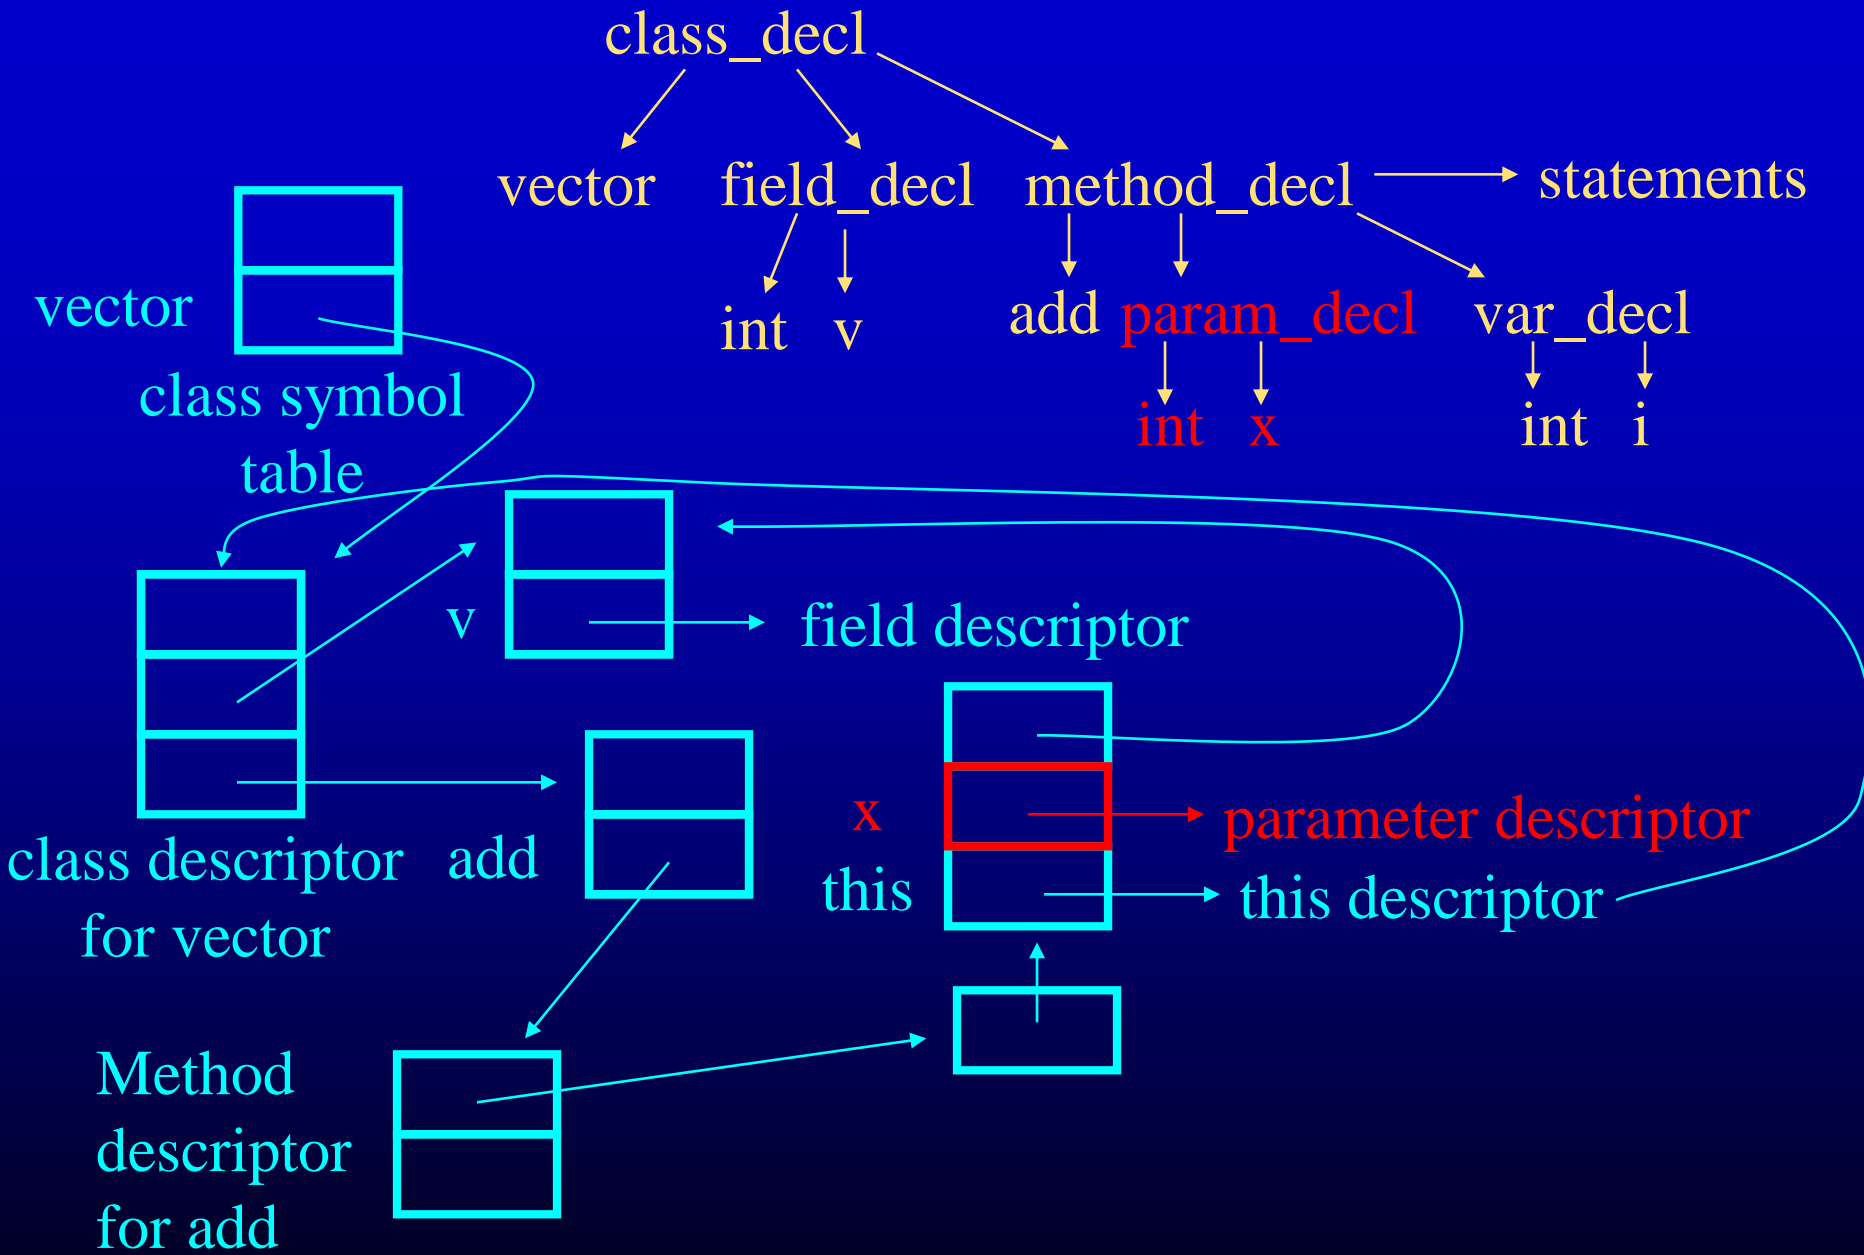 class_decl
vector field_decl method_decl statements
int v add param_decl var_decl
int x int i
vector
class symbol
table
v field descriptor
x parameter descriptor
this this descriptor
class descriptor
for vector
add
Method
descriptor
for add